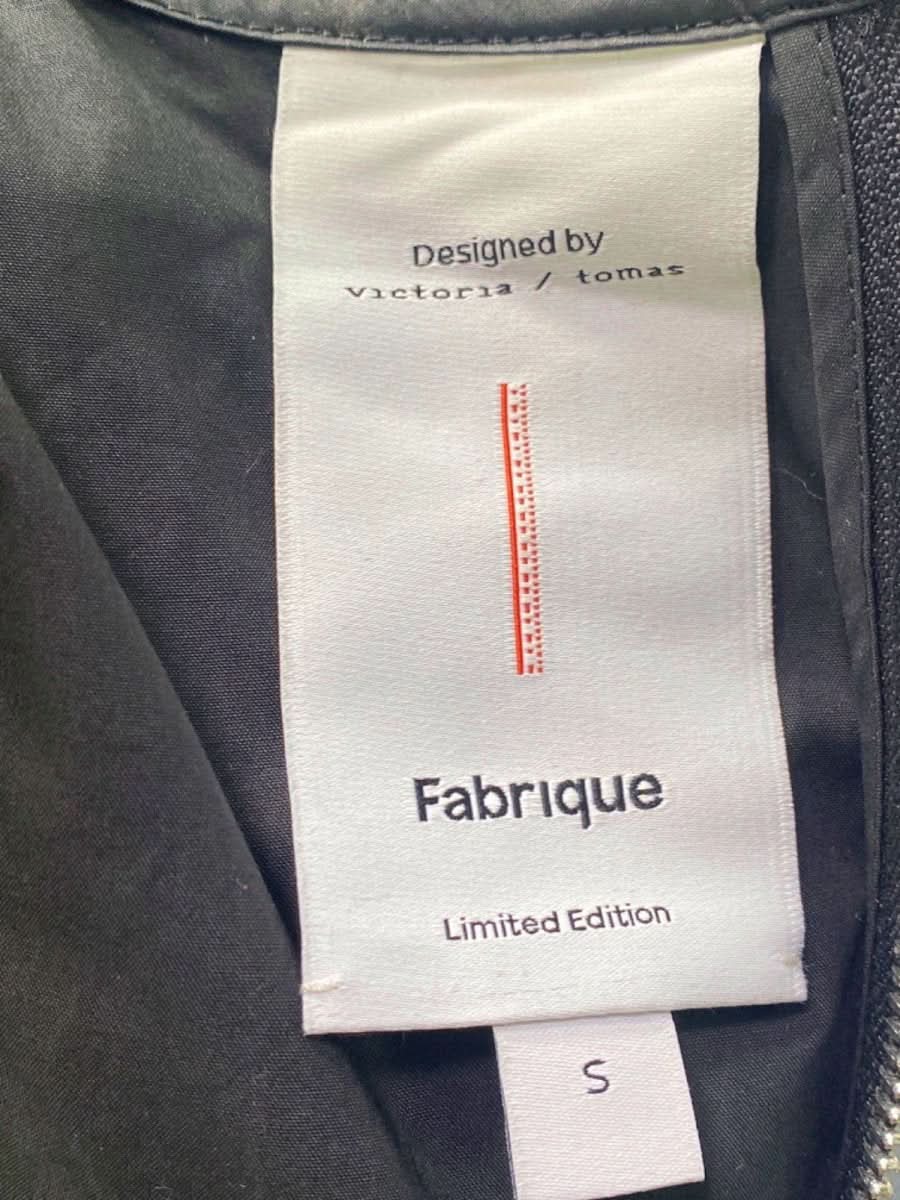 Designed by
victoria / tomas
Fabrique
Limited Edition
S